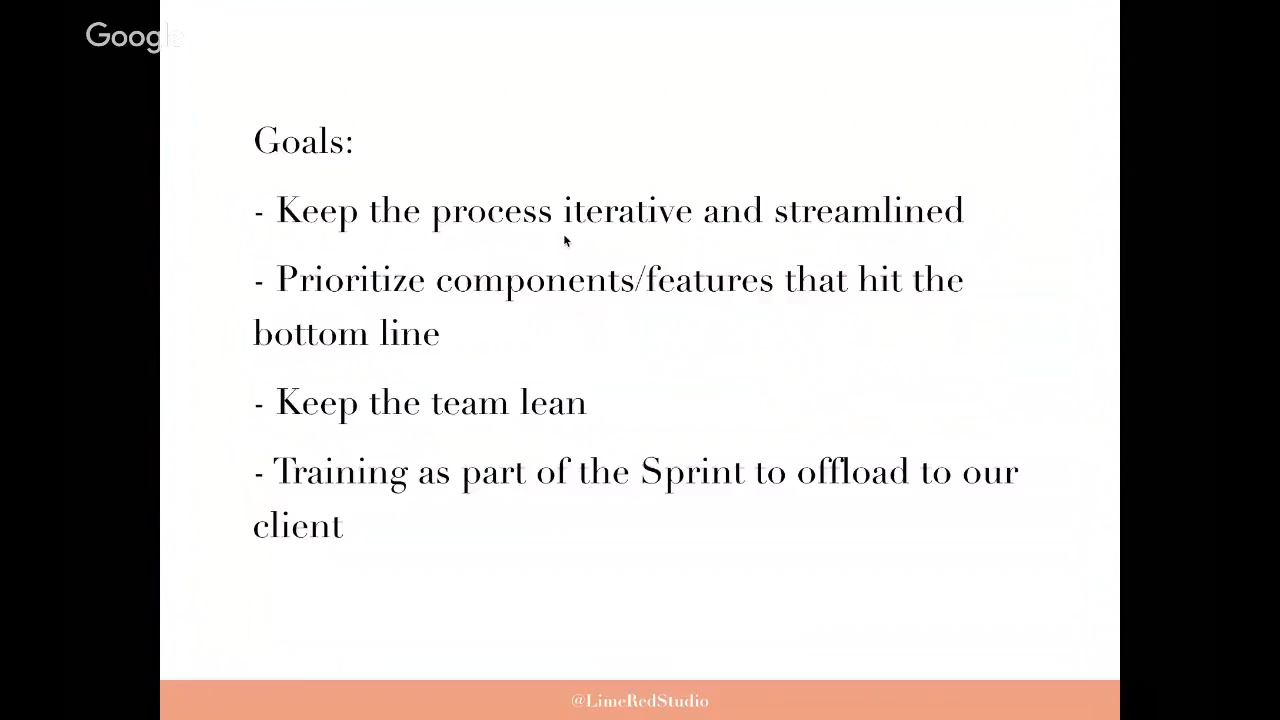 Google
Goals:
- Keep the process iterative and streamlined
- Prioritize components/features that hit the
bottom line
- Keep the team lean
- Training as part of the Sprint to offload to our
client
@LimeRedStudio